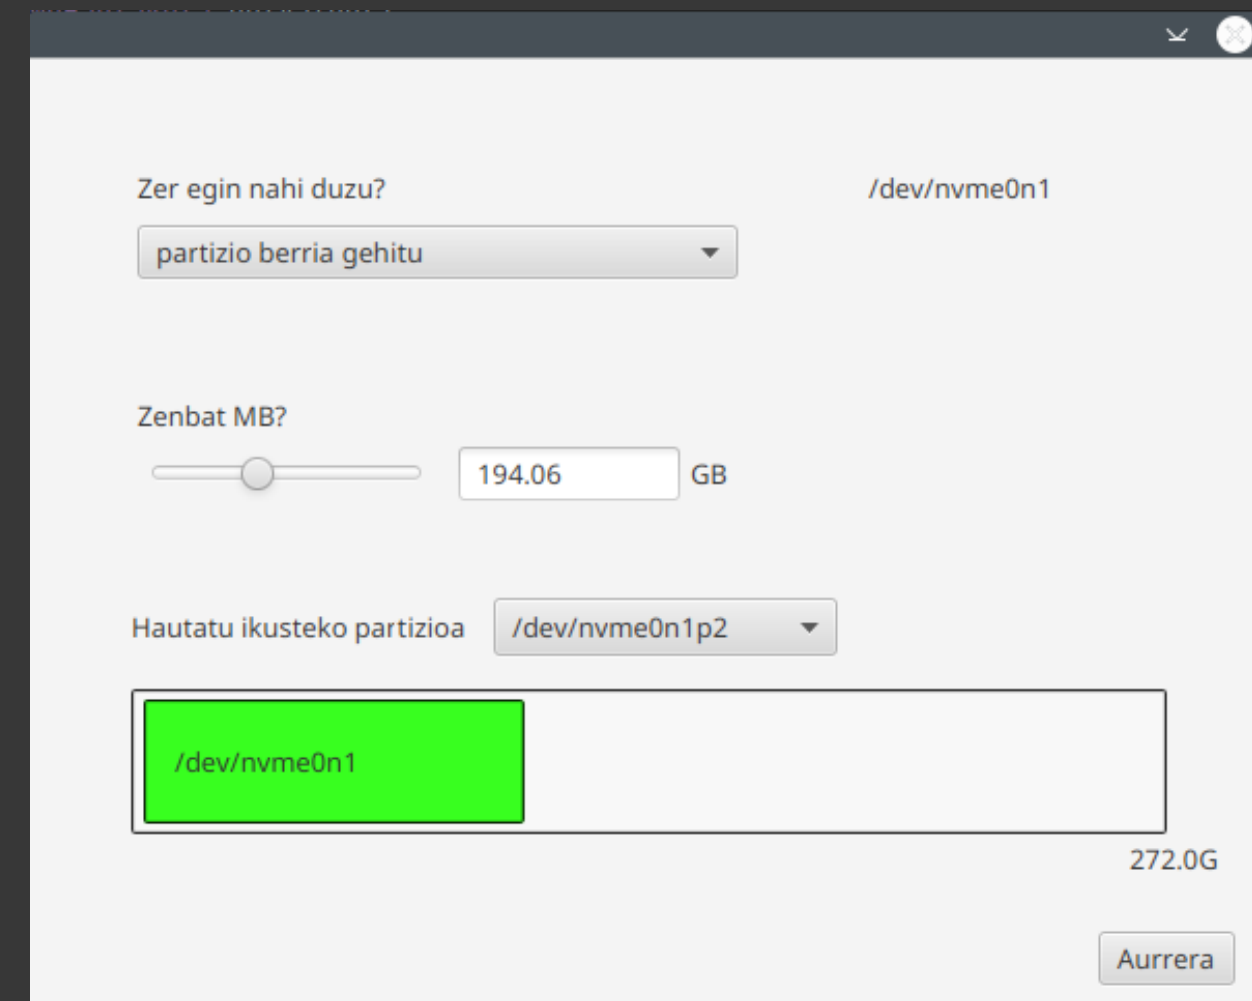 Zer egin nahi duzu?
/dev/nvme0n1
partizio berria gehitu
Zenbat MB?
194.06 GB
Hautatu ikusteko partizioa /dev/nvme0n1p2
/dev/nvme0n1
272.0G
Aurrera